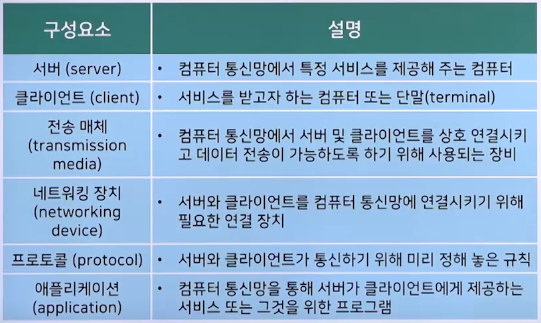 구성요소
설명
서버 (server)
• 컴퓨터 통신망에서 특정 서비스를 제공해 주는 컴퓨터
클라이언트 (client)
• 서비스를 받고자 하는 컴퓨터 또는 단말(terminal)
전송 매체
(transmission
media)
• 컴퓨터 통신망에서 서버 및 클라이언트를 상호 연결시키
고 데이터 전송이 가능하도록 하기 위해 사용되는 장비
네트워킹 장치
(networking
device)
• 서버와 클라이언트를 컴퓨터 통신망에 연결시키기 위해
필요한 연결 장치
프로토콜 (protocol)
• 서버와 클라이언트가 통신하기 위해 미리 정해 놓은 규칙
애플리케이션
(application)
• 컴퓨터 통신망을 통해 서버가 클라이언트에게 제공하는
서비스 또는 그것을 위한 프로그램